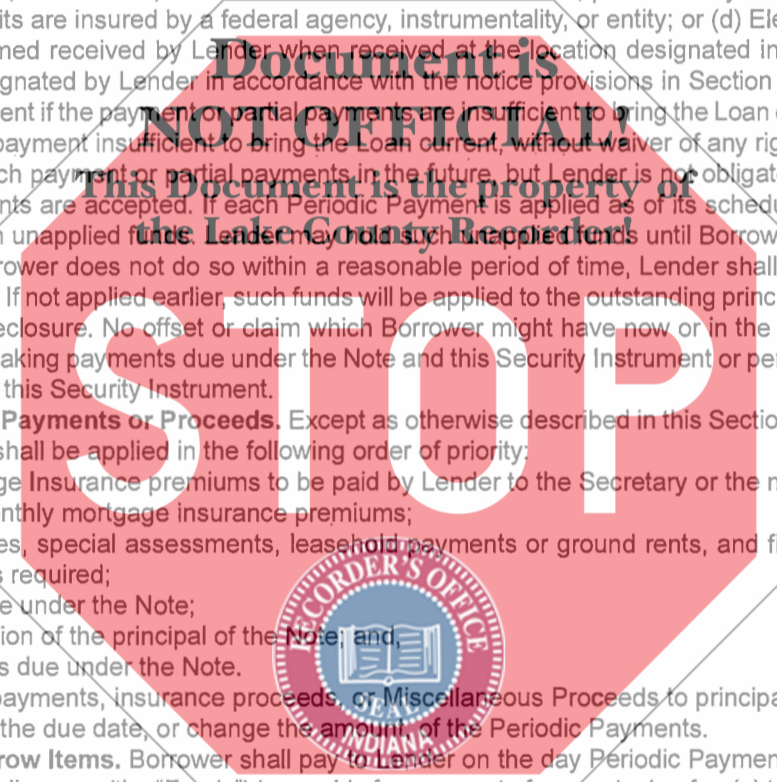 its are insured by a federal agency, instrumentality, or entity; or (d) Ele
med received by Lender when received at the location designated in
gnated by Lender in accordance with the notice provisions in Section
ent if the payment or partial payments are insufficient to bring the Loan
payment insufficient to bring the Loan current, without waiver of any rig
ch payment or partial payments in the future, but Lender is not obligat
nts are accepted. If each Periodic Payment is applied as of its schedu
n unapplied funds. Lender may hold such unapplied funds until Borrow
rower does not do so within a reasonable period of time, Lender shall
If not applied earlier, such funds will be applied to the outstanding princ
eclosure. No offset or claim which Borrower might have now or in the
aking payments due under the Note and this Security Instrument or pe
this Security Instrument.
Payments or Proceeds. Except as otherwise described in this Sectio
shall be applied in the following order of priority:
ge Insurance premiums to be paid by Lender to the Secretary or the m
nthly mortgage insurance premiums;
es, special assessments, leasehold payments or ground rents, and fi
s required;
e under the Note;
ion of the principal of the Note; and,
s due under the Note.
payments, insurance proceeds, or Miscellaneous Proceeds to principa
the due date, or change the amount, of the Periodic Payments.
row Items. Borrower shall pay to Lender on the day Periodic Paymen
Document is
NOT OFFICIAL!
This Document is the property of
the Lake County Recorder!
STOP
RECORDER'S OFFICE
SEAL
INDIANA